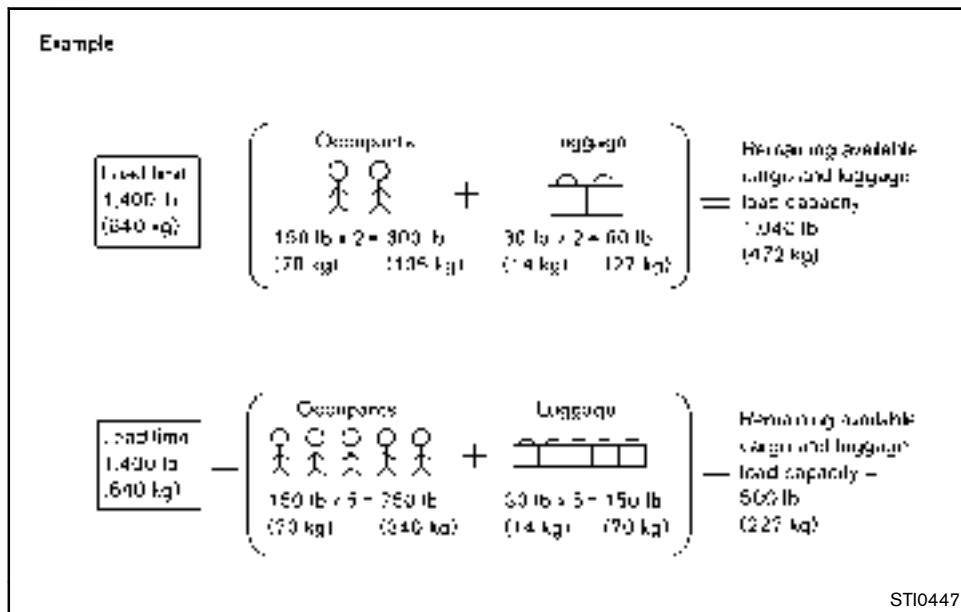 Example
Occupants
Luggage
Load limit
1,400 lb
(640 kg)
+
=
150 lb x 2 = 300 lb
30 lb x 2 = 60 lb
(70 kg) (135 kg)
(14 kg) (27 kg)
Remaining available
cargo and luggage
load capacity
1,040 lb
(473 kg)
Occupants
Luggage
Load limit
1,400 lb
(640 kg)
+
150 lb x 5 = 750 lb
30 lb x 5 = 150 lb
(70 kg) (340 kg)
(14 kg) (70 kg)
Remaining available
cargo and luggage
load capacity =
500 lb
(227 kg)
STI0447